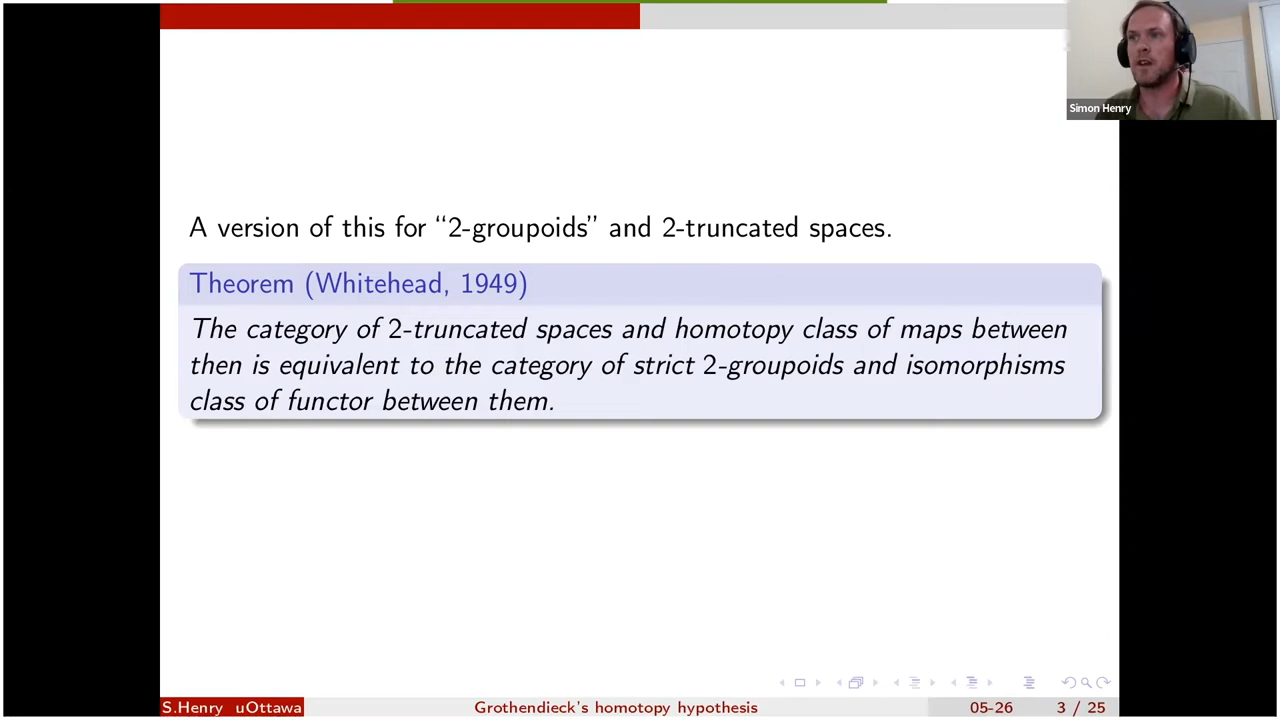 Simon Henry
A version of this for “2-groupoids” and 2-truncated spaces.
Theorem (Whitehead, 1949)
The category of 2-truncated spaces and homotopy class of maps between
then is equivalent to the category of strict 2-groupoids and isomorphisms
class of functor between them.
S.Henry uOttawa
Grothendieck's homotopy hypothesis
05-26
3 / 25